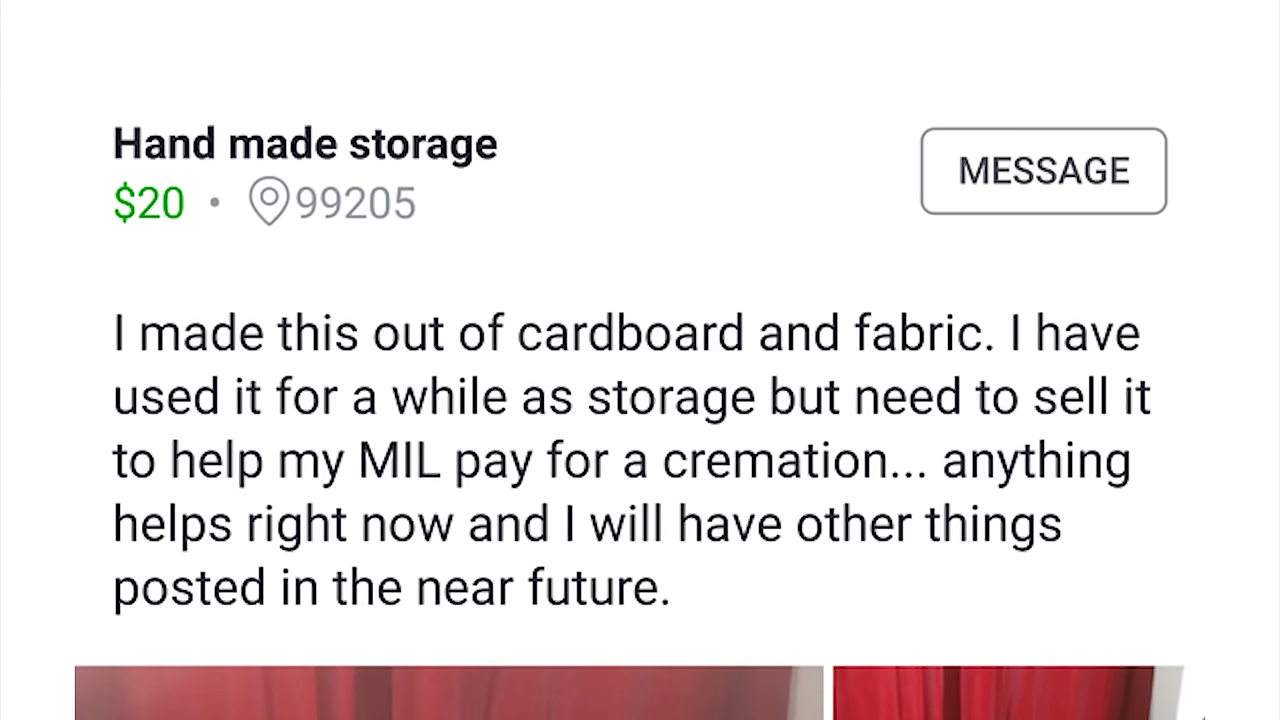 Hand made storage
$20 • 99205
MESSAGE
I made this out of cardboard and fabric. I have
used it for a while as storage but need to sell it
to help my MIL pay for a cremation... anything
helps right now and I will have other things
posted in the near future.